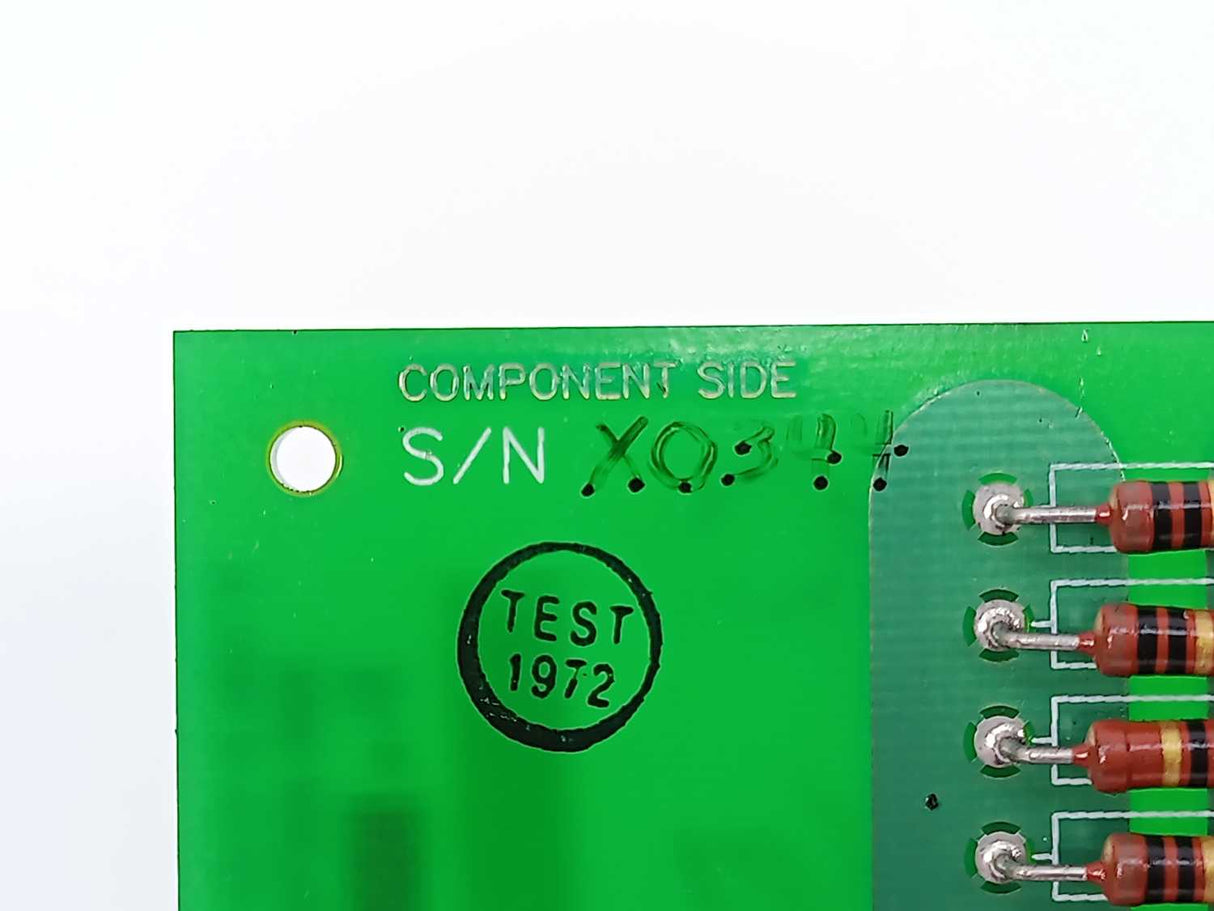 COMPONENT SIDE
S/N X0344
TEST
1972